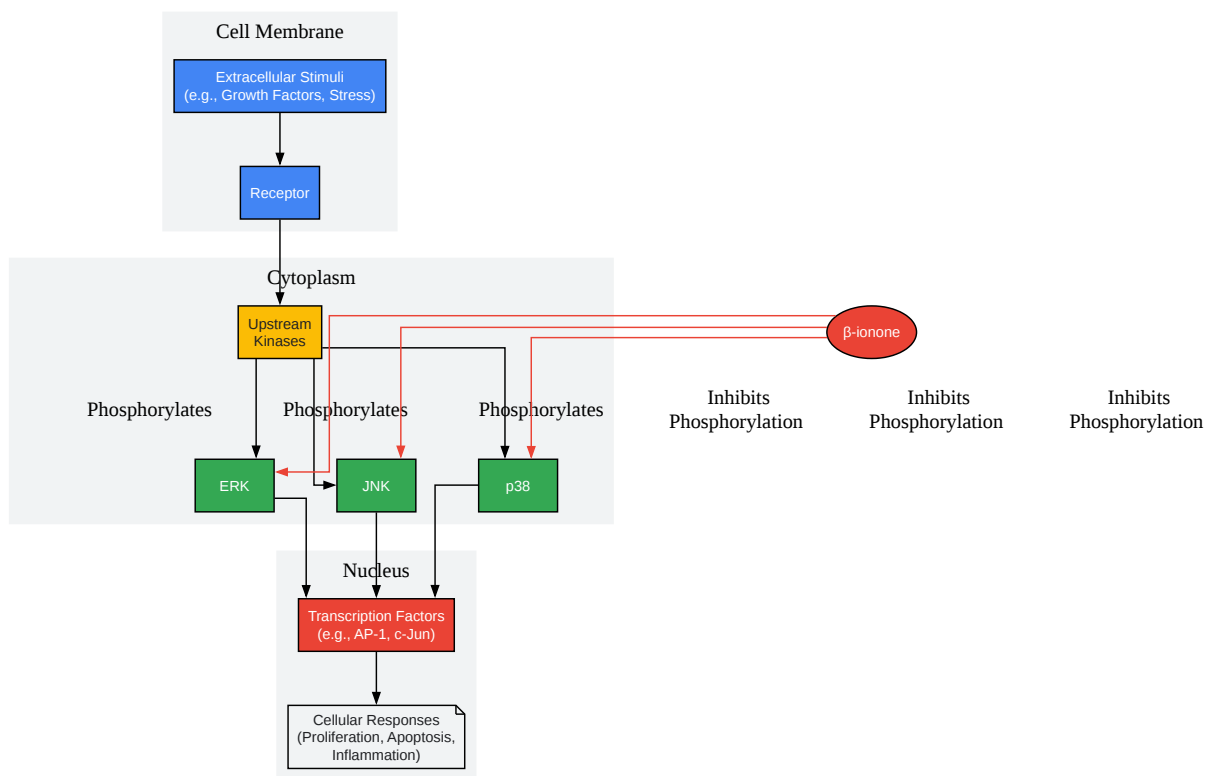 Cell Membrane
Extracellular Stimuli
(e.g., Growth Factors, Stress)
Receptor
Cytoplasm
Upstream
Kinases
β-ionone
Phosphorylates
Phosphorylates
Phosphorylates
Inhibits
Phosphorylation
Inhibits
Phosphorylation
Inhibits
Phosphorylation
ERK
JNK
p38
Nucleus
Transcription Factors
(e.g., AP-1, c-Jun)
Cellular Responses
(Proliferation, Apoptosis,
Inflammation)